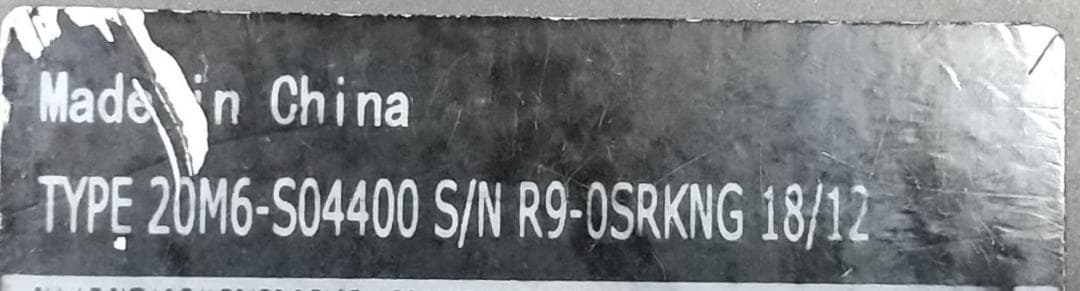 Made in China
TYPE 20M6-S04400 S/N R9-0SRKNG 18/12